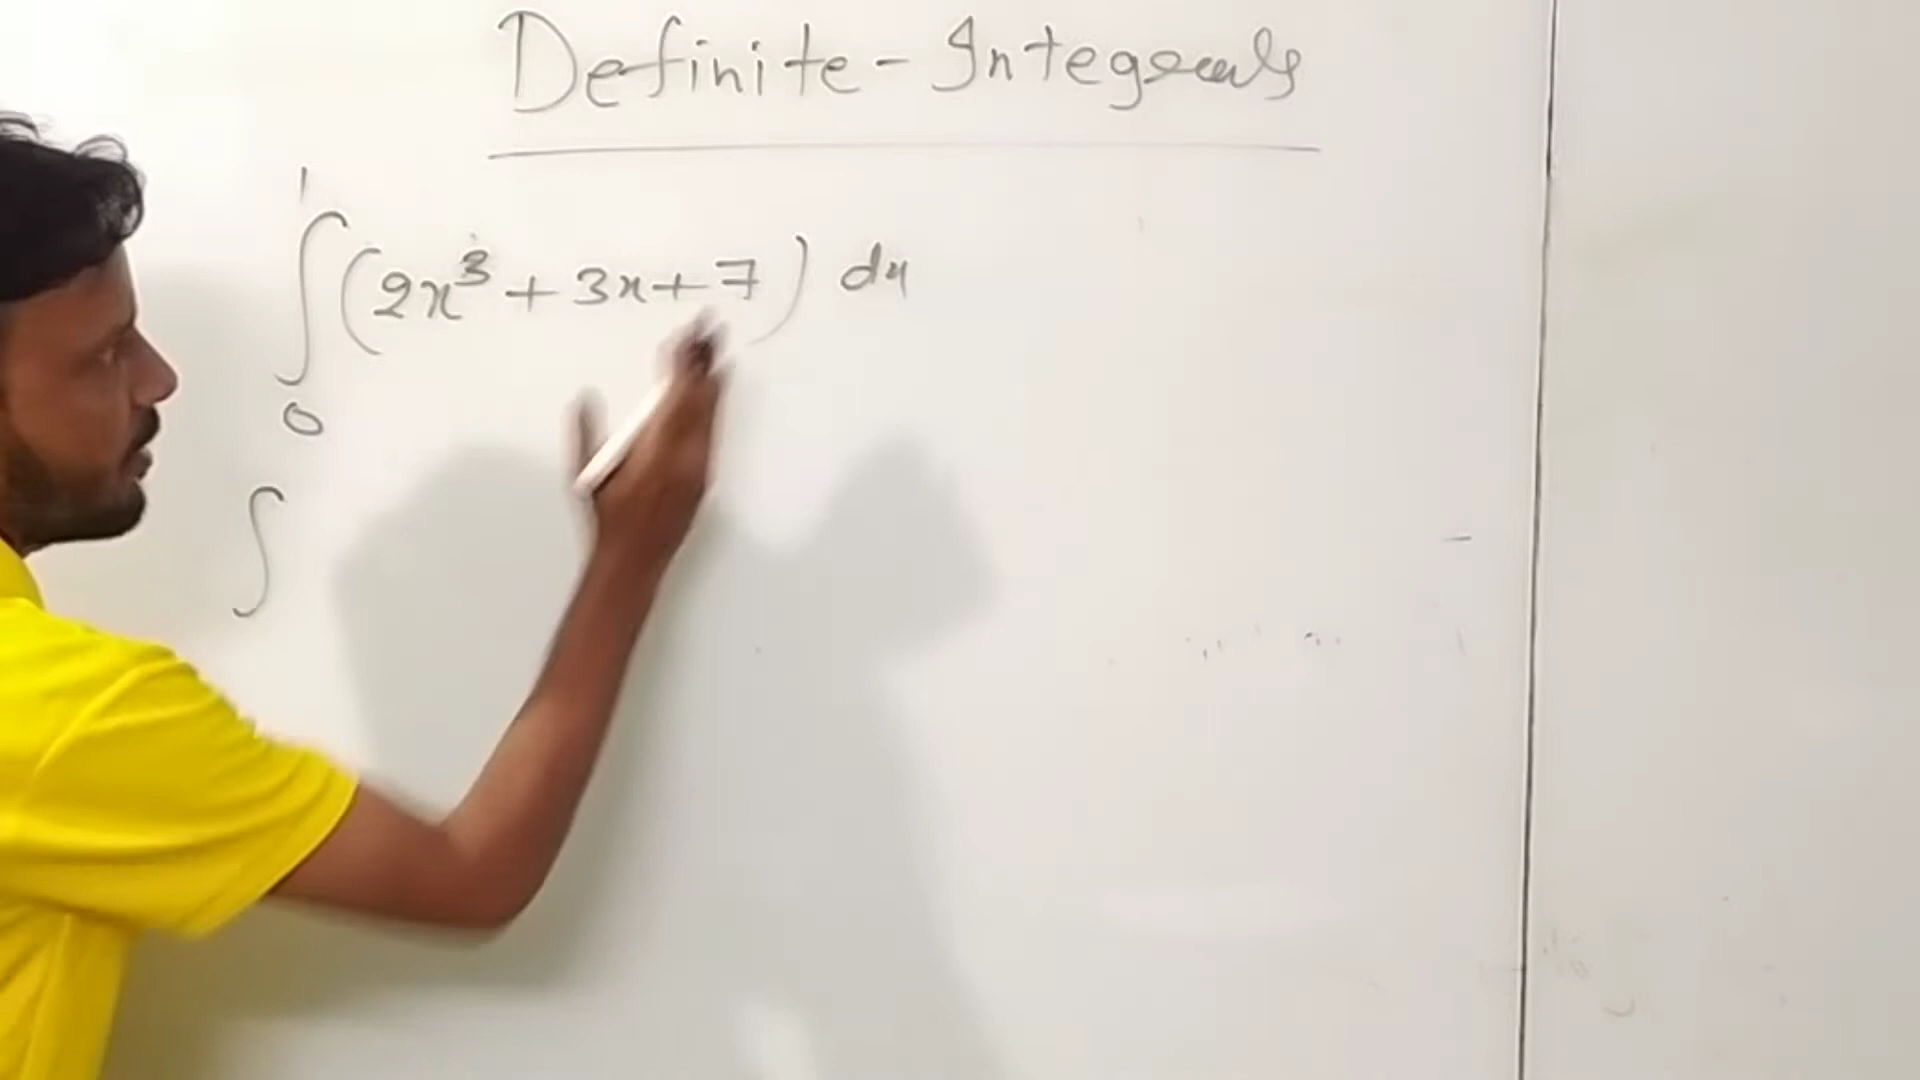 Definite-Integrals
1
∫ (2x³ + 3x + 7) dx
0
∫